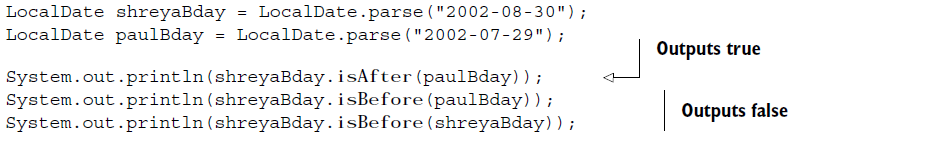 LocalDate shreyaBday = LocalDate.parse("2002-08-30");
LocalDate paulBday = LocalDate.parse("2002-07-29");
Outputs true
System.out.println(shreyaBday.isAfter(paulBday));
System.out.println(shreyaBday.isBefore(paulBday));
Outputs false
System.out.println(shreyaBday.isBefore(shreyaBday));